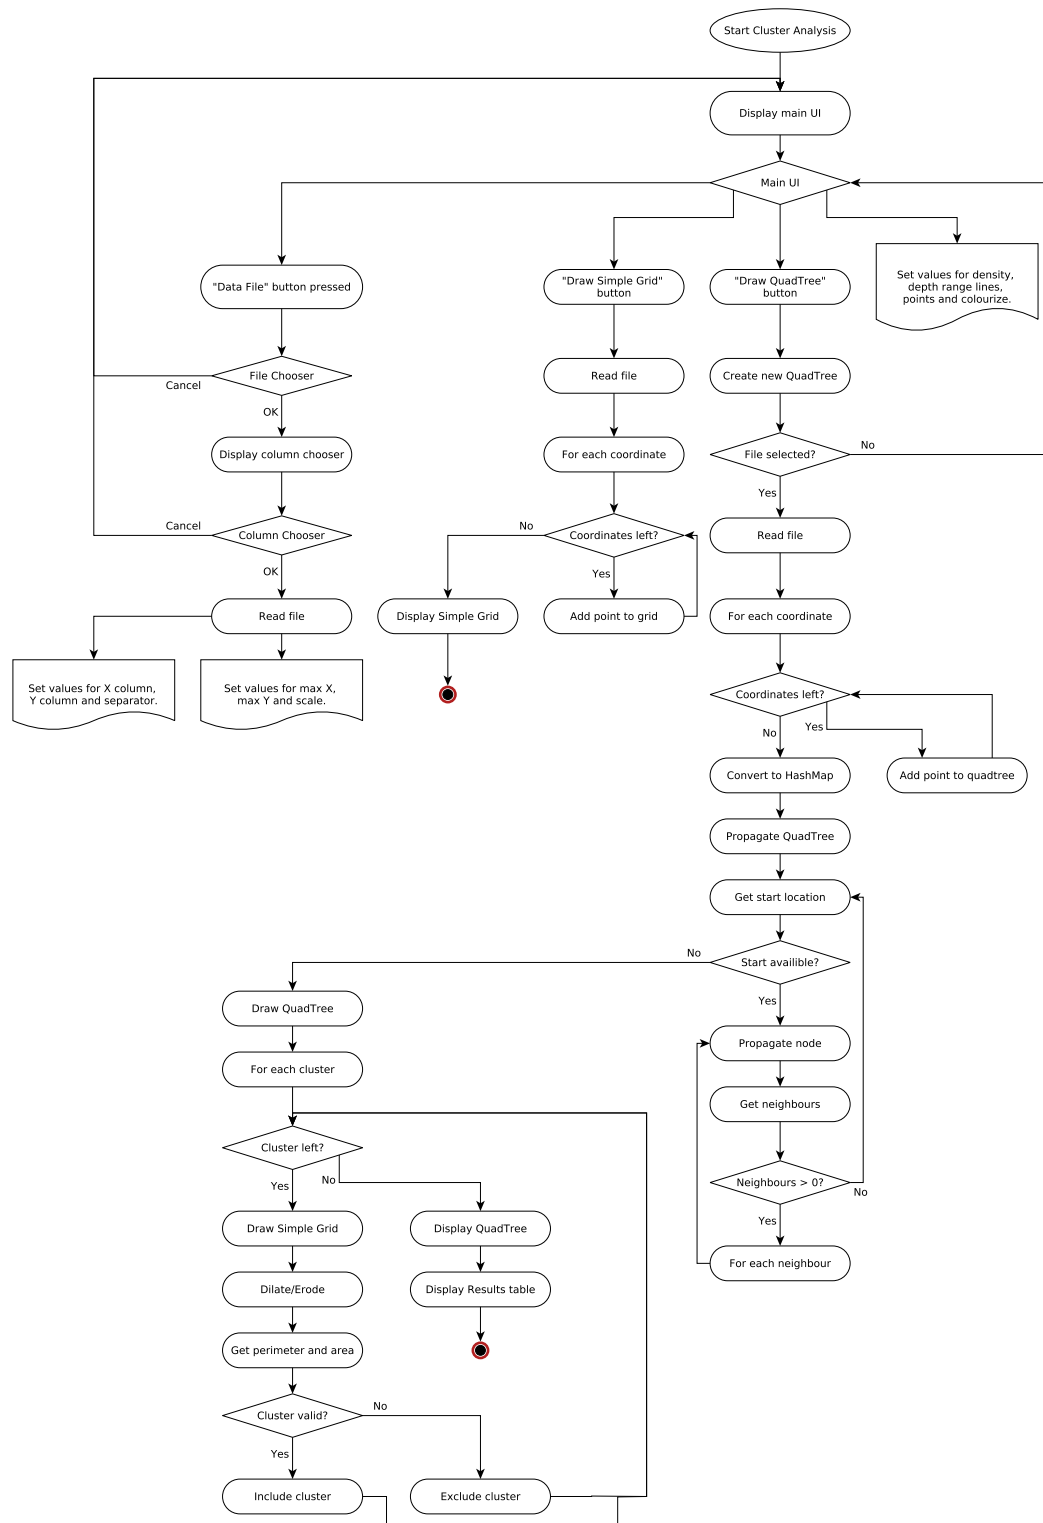 Start Cluster Analysis
Display main UI
Main UI
"Data File" button pressed
"Draw Simple Grid"
button
"Draw QuadTree"
button
Set values for density,
depth range lines,
points and colourize.
File Chooser
Cancel
OK
Read file
Create new QuadTree
Display column chooser
For each coordinate
File selected?
No
Yes
Column Chooser
Cancel
OK
Coordinates left?
No
Yes
Read file
Read file
Display Simple Grid
Add point to grid
For each coordinate
Set values for X column,
Y column and separator.
Set values for max X,
max Y and scale.
Coordinates left?
No
Yes
Convert to HashMap
Add point to quadtree
Propagate QuadTree
Get start location
Start availible?
No
Yes
Draw QuadTree
Propagate node
For each cluster
Get neighbours
Cluster left?
Yes
No
Neighbours > 0?
No
Yes
Draw Simple Grid
Display QuadTree
For each neighbour
Dilate/Erode
Display Results table
Get perimeter and area
Cluster valid?
No
Yes
Include cluster
Exclude cluster